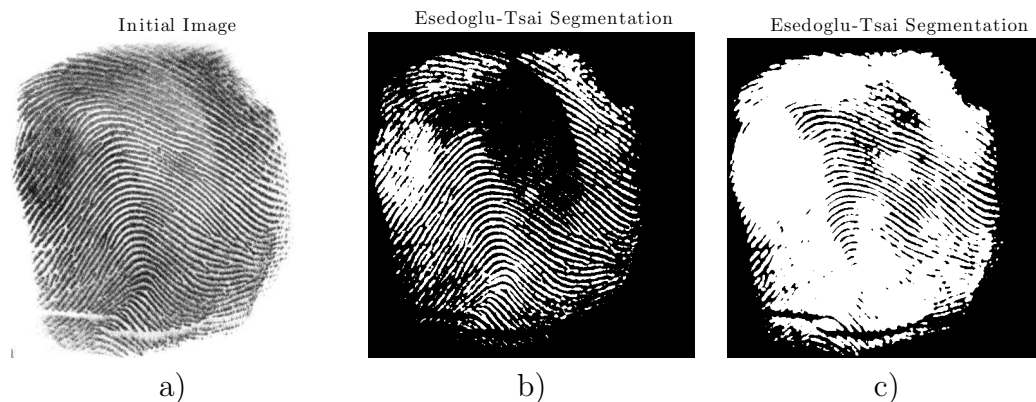 Initial Image
Esedoglu-Tsai Segmentation
Esedoglu-Tsai Segmentation
a)
b)
c)